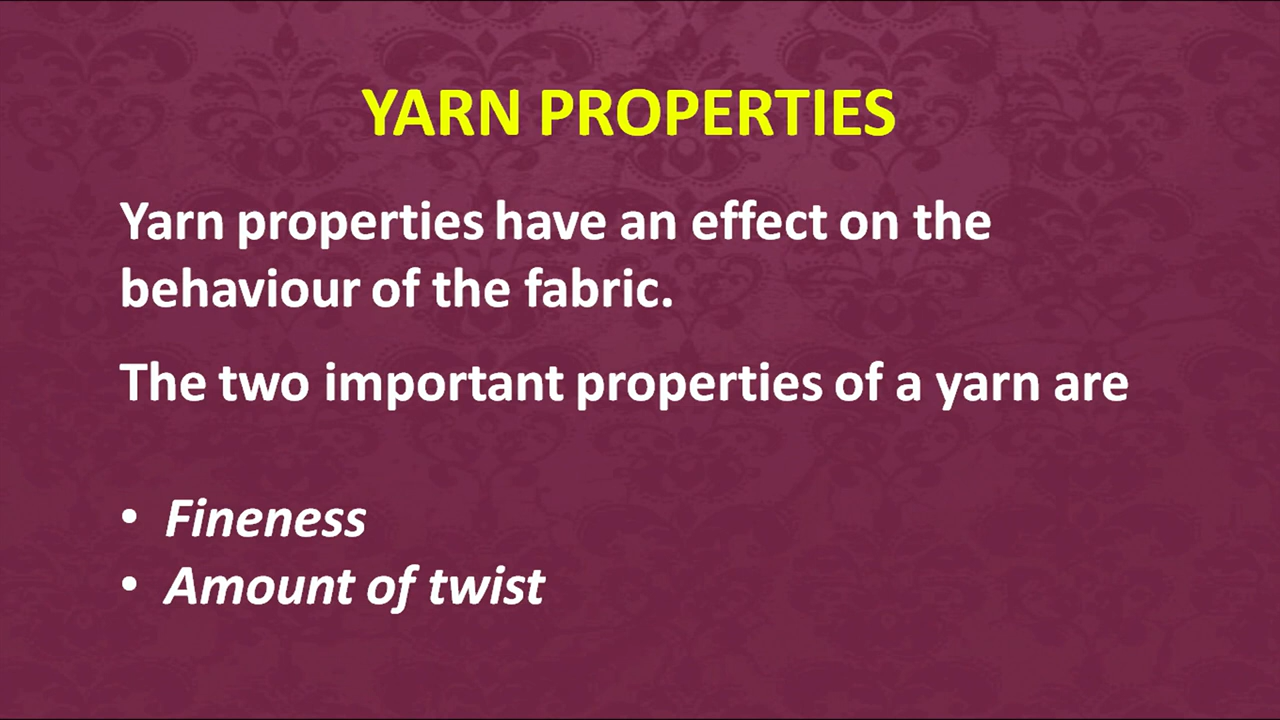 YARN PROPERTIES
Yarn properties have an effect on the
behaviour of the fabric.
The two important properties of a yarn are
• Fineness
• Amount of twist